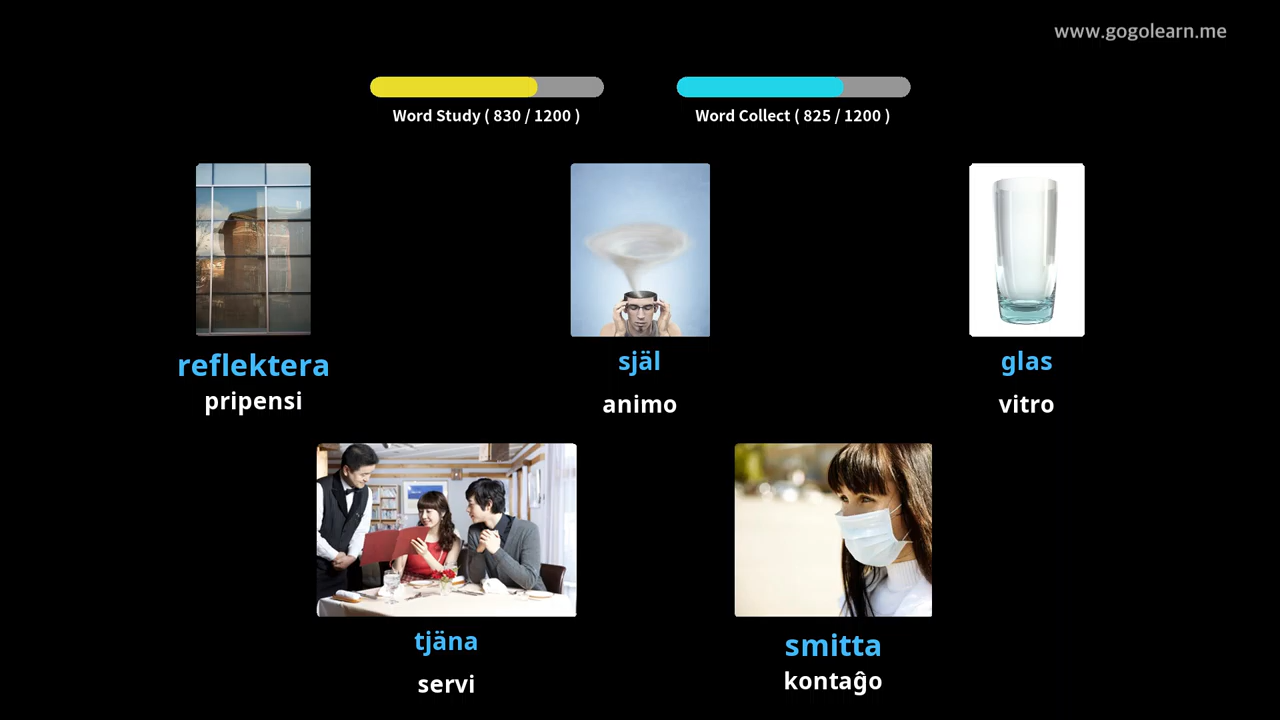 www.gogolearn.me
Word Study ( 830 / 1200 )
Word Collect ( 825 / 1200 )
reflektera
pripensi
själ
animo
glas
vitro
tjäna
servi
smitta
kontaĝo